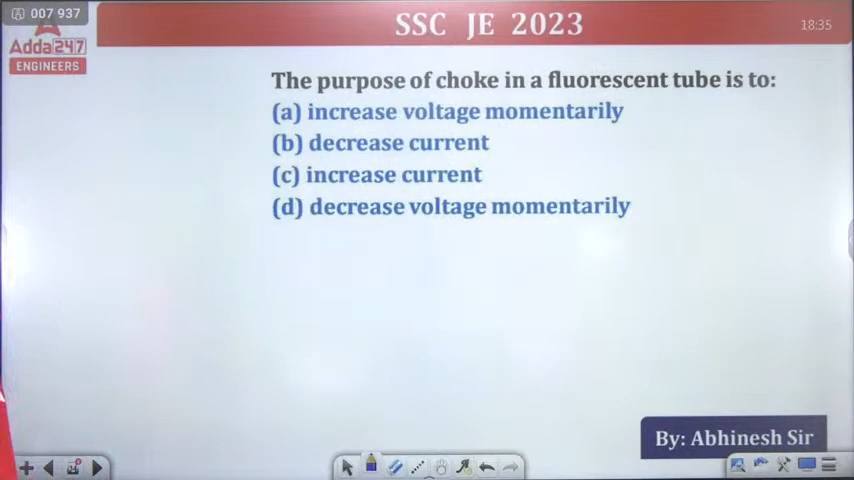 007 937
SSC JE 2023
18:35
Adda247
ENGINEERS
The purpose of choke in a fluorescent tube is to:
(a) increase voltage momentarily
(b) decrease current
(c) increase current
(d) decrease voltage momentarily
By: Abhinesh Sir